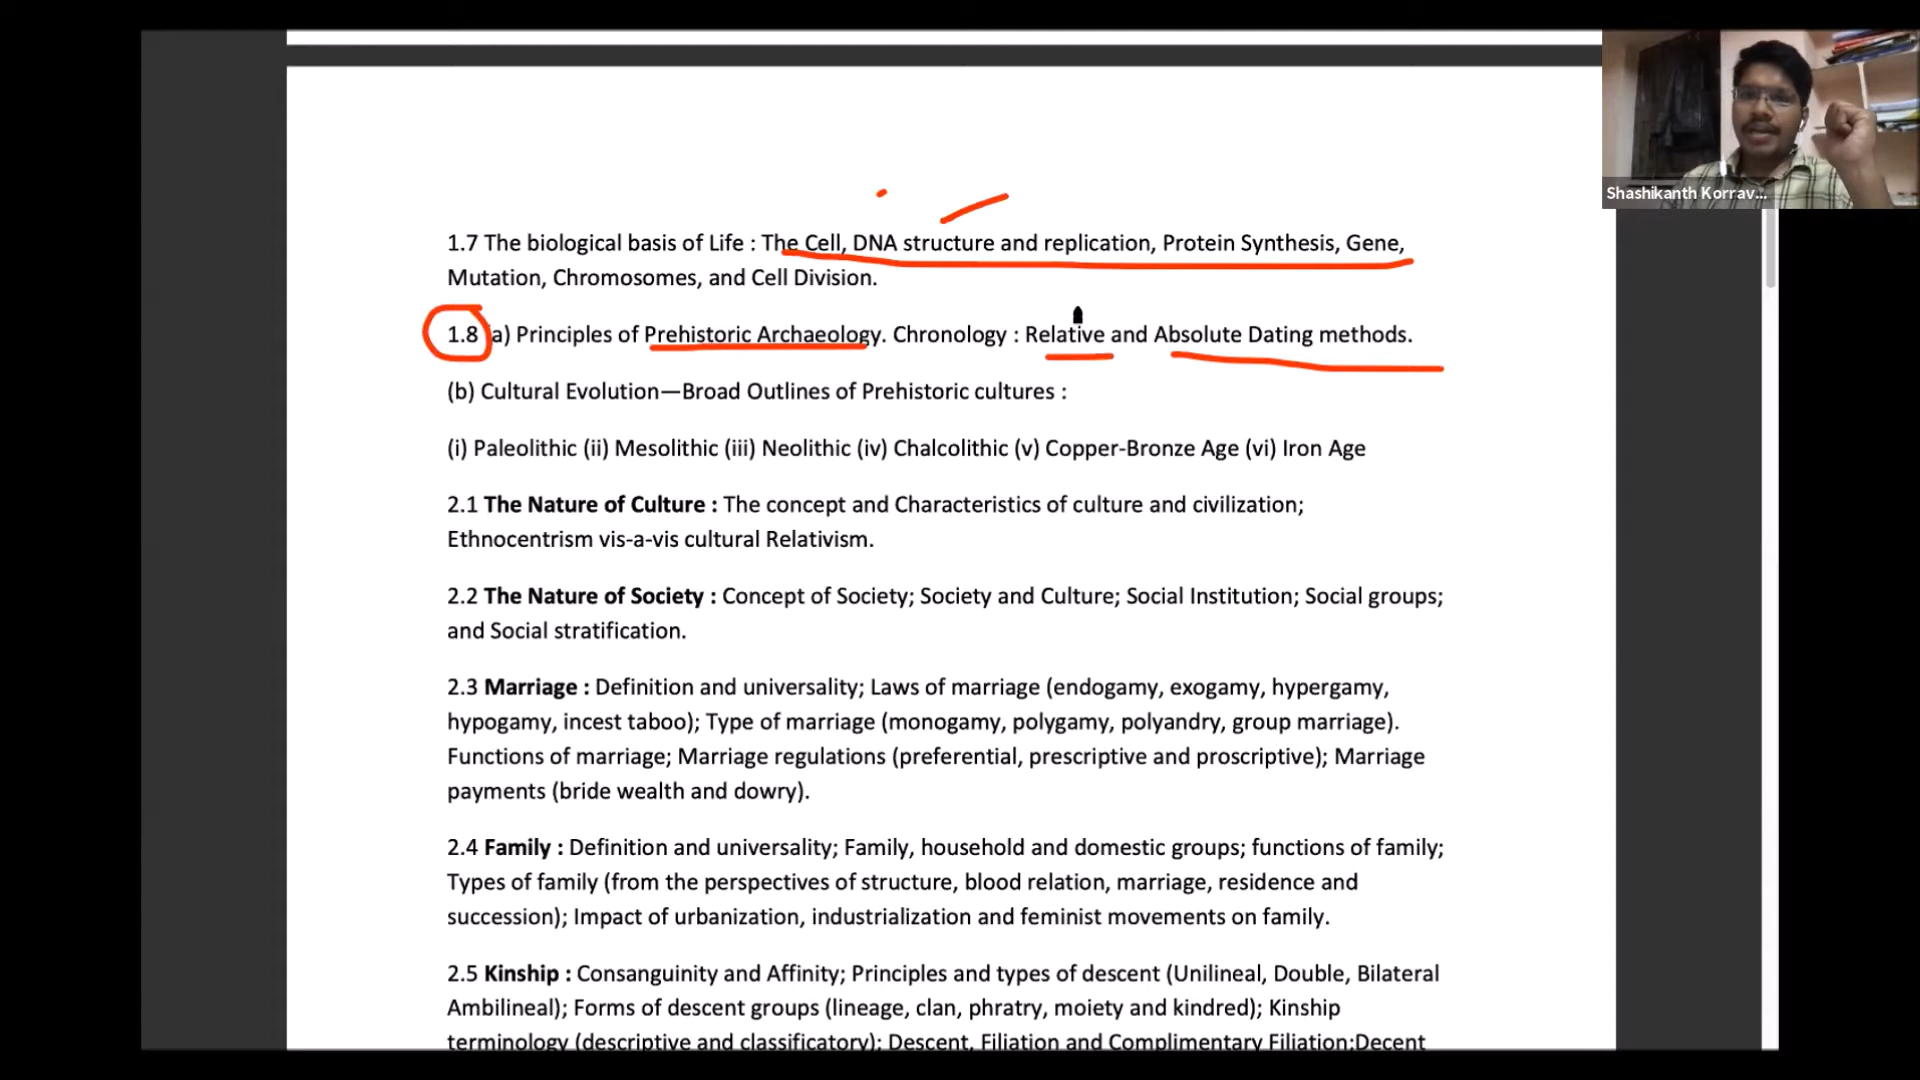 Shashikanth Korrav...
1.7 The biological basis of Life : The Cell, DNA structure and replication, Protein Synthesis, Gene,
Mutation, Chromosomes, and Cell Division.
1.8 a) Principles of Prehistoric Archaeology. Chronology : Relative and Absolute Dating methods.
(b) Cultural Evolution—Broad Outlines of Prehistoric cultures :
(i) Paleolithic (ii) Mesolithic (iii) Neolithic (iv) Chalcolithic (v) Copper-Bronze Age (vi) Iron Age
2.1 The Nature of Culture : The concept and Characteristics of culture and civilization;
Ethnocentrism vis-a-vis cultural Relativism.
2.2 The Nature of Society : Concept of Society; Society and Culture; Social Institution; Social groups;
and Social stratification.
2.3 Marriage : Definition and universality; Laws of marriage (endogamy, exogamy, hypergamy,
hypogamy, incest taboo); Type of marriage (monogamy, polygamy, polyandry, group marriage).
Functions of marriage; Marriage regulations (preferential, prescriptive and proscriptive); Marriage
payments (bride wealth and dowry).
2.4 Family : Definition and universality; Family, household and domestic groups; functions of family;
Types of family (from the perspectives of structure, blood relation, marriage, residence and
succession); Impact of urbanization, industrialization and feminist movements on family.
2.5 Kinship : Consanguinity and Affinity; Principles and types of descent (Unilineal, Double, Bilateral
Ambilineal); Forms of descent groups (lineage, clan, phratry, moiety and kindred); Kinship
terminology (descriptive and classificatory); Descent, Filiation and Complimentary Filiation;Decent